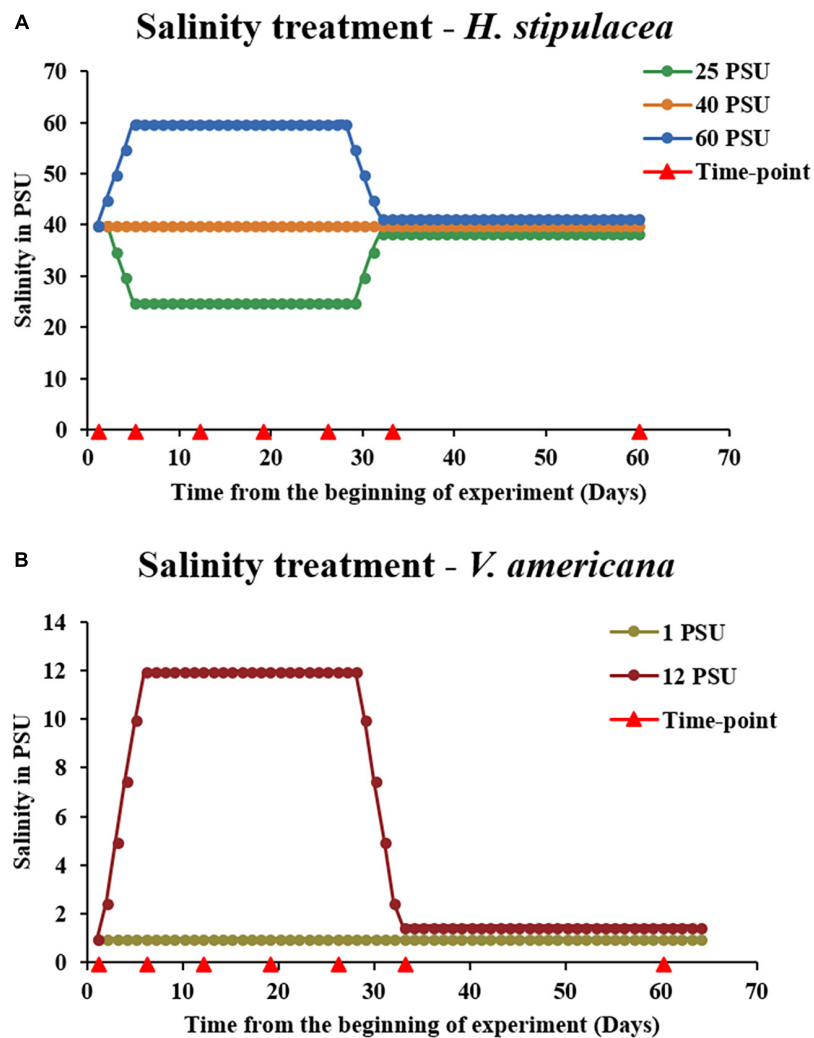 A
Salinity treatment - H. stipulacea
70
60
50
40
30
20
10
0
Salinity in PSU
25 PSU
40 PSU
60 PSU
Time-point
0 10 20 30 40 50 60 70
Time from the beginning of experiment (Days)
B
Salinity treatment - V. americana
14
12
10
8
6
4
2
0
Salinity in PSU
1 PSU
12 PSU
Time-point
0 10 20 30 40 50 60 70
Time from the beginning of experiment (Days)